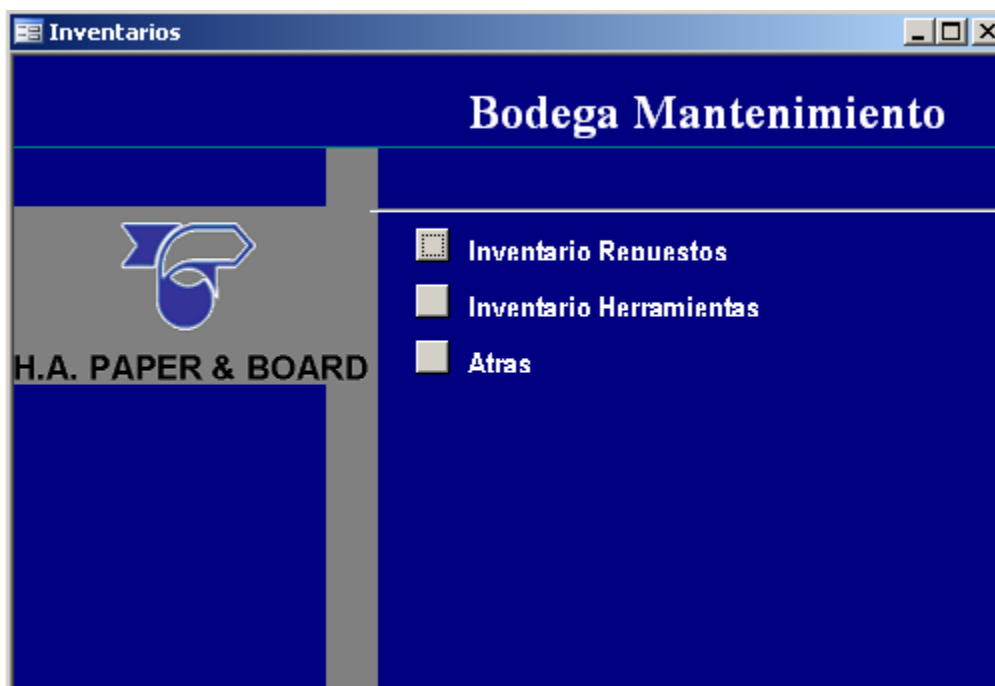 Inventarios
Bodega Mantenimiento
Inventario Repuestos
Inventario Herramientas
Atras
H.A. PAPER & BOARD